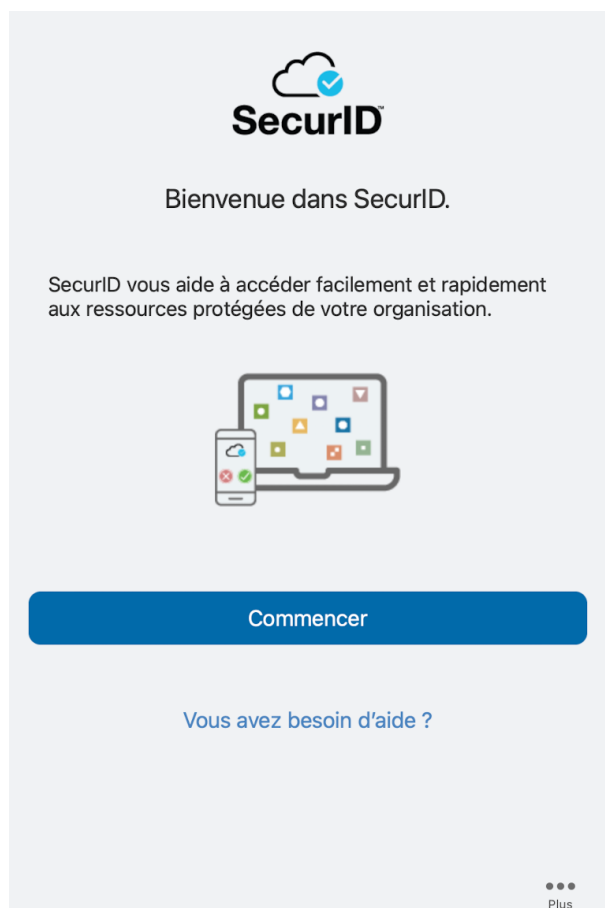 SecurID™
Bienvenue dans SecurID.
SecurID vous aide à accéder facilement et rapidement
aux ressources protégées de votre organisation.
Commencer
Vous avez besoin d’aide ?
Plus